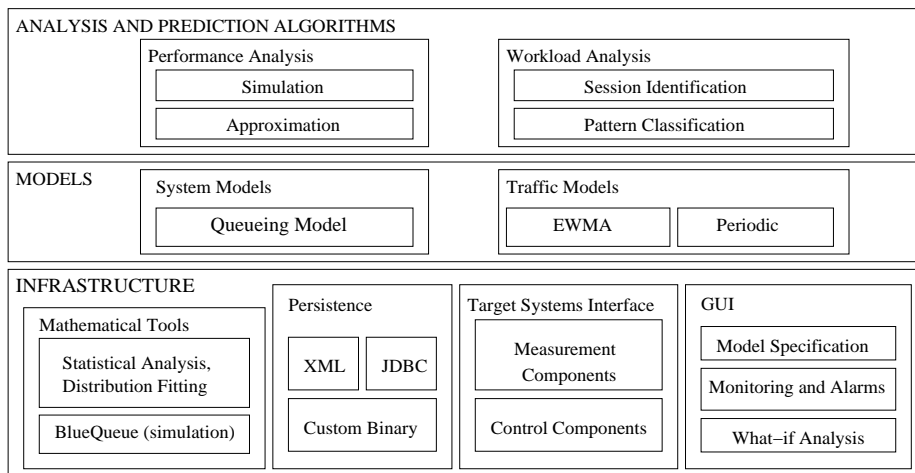 ANALYSIS AND PREDICTION ALGORITHMS
Performance Analysis
Simulation
Approximation
Workload Analysis
Session Identification
Pattern Classification
MODELS
System Models
Queueing Model
Traffic Models
EWMA
Periodic
INFRASTRUCTURE
Mathematical Tools
Statistical Analysis,
Distribution Fitting
BlueQueue (simulation)
Persistence
XML
JDBC
Custom Binary
Target Systems Interface
Measurement
Components
Control Components
GUI
Model Specification
Monitoring and Alarms
What−if Analysis